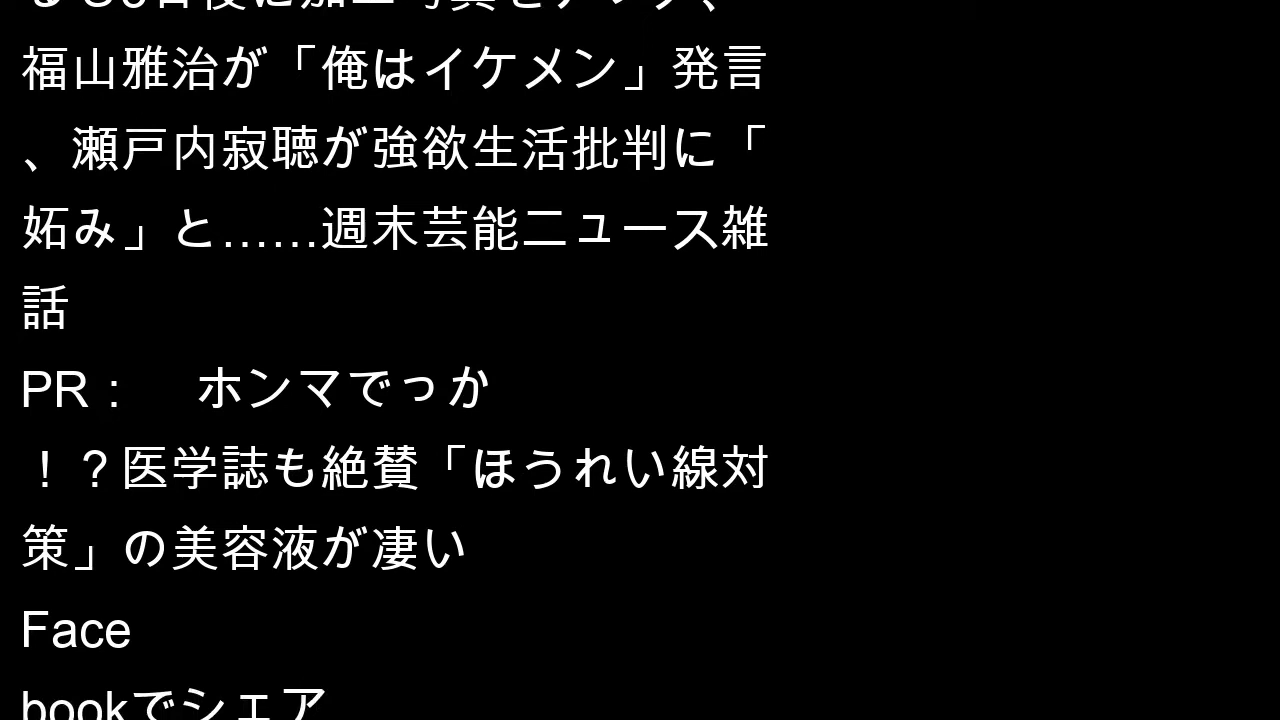 福山雅治が「俺はイケメン」発言
、瀬戸内寂聴が強欲生活批判に「
妬み」と……週末芸能ニュース雑
話
PR：　ホンマでっか
！？医学誌も絶賛「ほうれい線対
策」の美容液が凄い
Face
bookでシェア